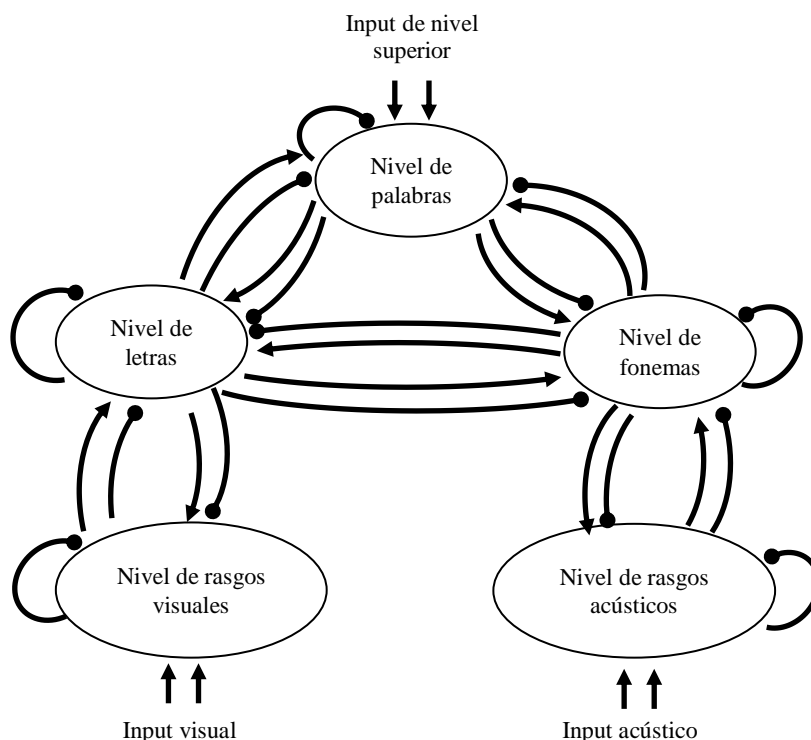 Input de nivel
superior
Nivel de
palabras
Nivel de
letras
Nivel de
fonemas
Nivel de rasgos
visuales
Nivel de rasgos
acústicos
Input visual
Input acústico